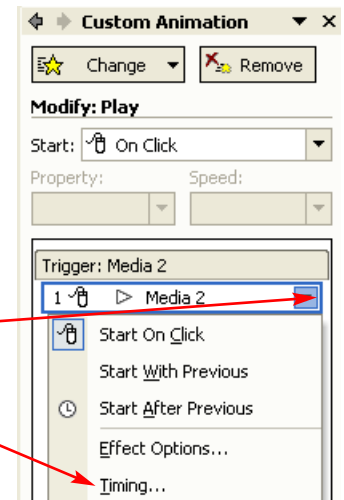 Custom Animation
Change Remove
Modify: Play
Start: On Click
Property: Speed:
Trigger: Media 2
1 Media 2
Start On Click
Start With Previous
Start After Previous
Effect Options...
Timing...